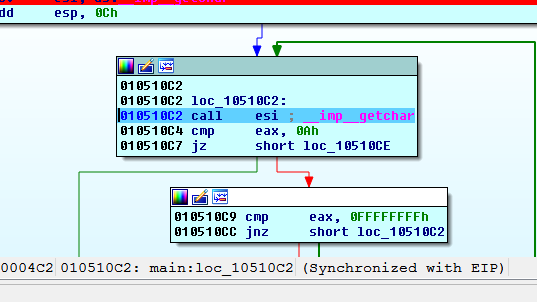 dd      esp, 0Ch
010510C2
010510C2 loc_10510C2:
010510C2 call    esi ; __imp__getchar
010510C4 cmp     eax, 0Ah
010510C7 jz      short loc_10510CE
010510C9 cmp     eax, 0FFFFFFFFh
010510CC jnz     short loc_10510C2
0004C2 010510C2: main:loc_10510C2 (Synchronized with EIP)